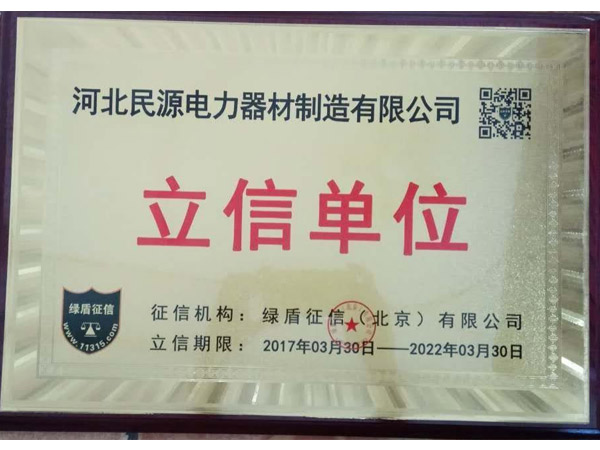 河北民源电力器材制造有限公司
立信单位
绿盾征信
www.11315.com
征信机构：绿盾征信（北京）有限公司
立信期限：2017年03月30日——2022年03月30日